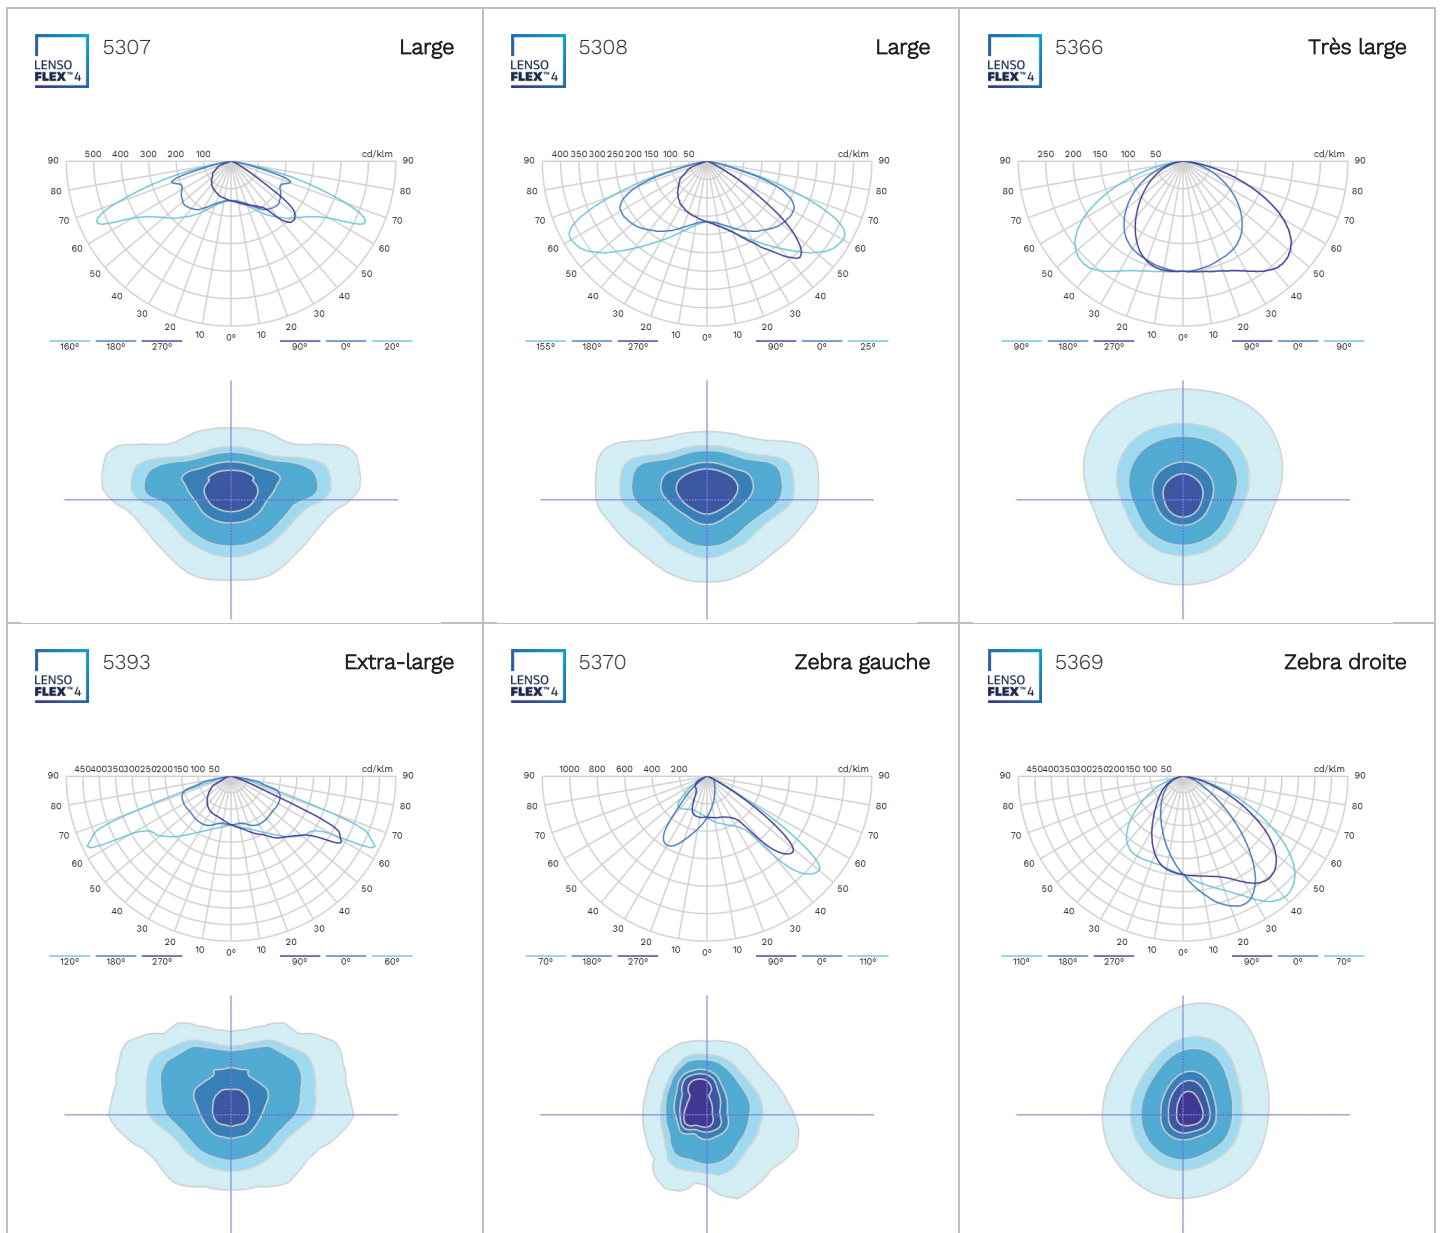 LENSO
FLEX™4
5307
Large
90 500 400 300 200 100 cd/klm 90
80 80
70 70
60 60
50 50
40 40
30 30
20 10 0° 10 20
160° 180° 270° 90° 0° 20°
LENSO
FLEX™4
5308
Large
90 400 350 300 250 200 150 100 50 cd/klm 90
80 80
70 70
60 60
50 50
40 40
30 30
20 10 0° 10 20
155° 180° 270° 90° 0° 25°
LENSO
FLEX™4
5366
Très large
90 250 200 150 100 50 cd/klm 90
80 80
70 70
60 60
50 50
40 40
30 30
20 10 0° 10 20
90° 180° 270° 90° 0° 90°
LENSO
FLEX™4
5393
Extra-large
90 450 400 350 300 250 200 150 100 50 cd/klm 90
80 80
70 70
60 60
50 50
40 40
30 30
20 10 0° 10 20
120° 180° 270° 90° 0° 60°
LENSO
FLEX™4
5370
Zebra gauche
90 1000 800 600 400 200 cd/klm 90
80 80
70 70
60 60
50 50
40 40
30 30
20 10 0° 10 20
70° 180° 270° 90° 0° 110°
LENSO
FLEX™4
5369
Zebra droite
90 450 400 350 300 250 200 150 100 50 cd/klm 90
80 80
70 70
60 60
50 50
40 40
30 30
20 10 0° 10 20
110° 180° 270° 90° 0° 70°